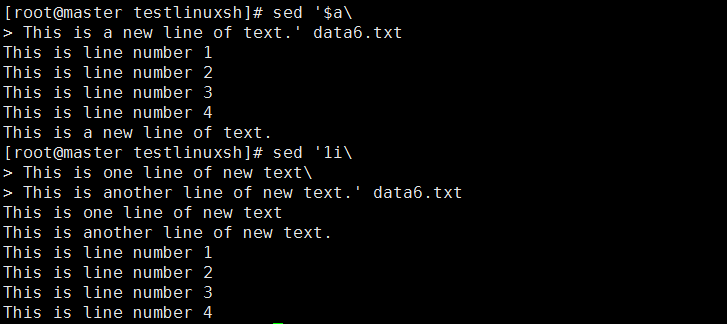 [root@master testlinuxsh]# sed '$a\
> This is a new line of text.' data6.txt
This is line number 1
This is line number 2
This is line number 3
This is line number 4
This is a new line of text.
[root@master testlinuxsh]# sed '1i\
> This is one line of new text\
> This is another line of new text.' data6.txt
This is one line of new text
This is another line of new text.
This is line number 1
This is line number 2
This is line number 3
This is line number 4